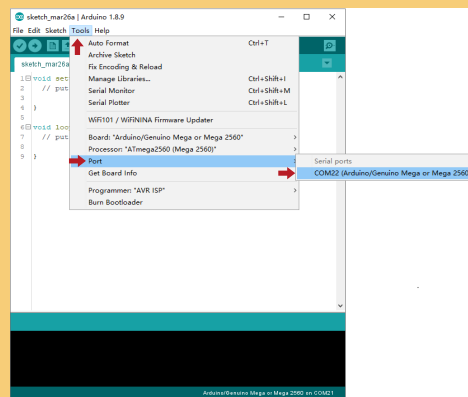 sketch_mar26a | Arduino 1.8.9
File Edit Sketch Tools Help
Auto Format Ctrl+T
Archive Sketch
Fix Encoding & Reload
Manage Libraries... Ctrl+Shift+I
Serial Monitor Ctrl+Shift+M
Serial Plotter Ctrl+Shift+L
WiFi101 / WiFiNINA Firmware Updater
Board: "Arduino/Genuino Mega or Mega 2560"
Processor: "ATmega2560 (Mega 2560)"
Port
Get Board Info
Programmer: "AVR ISP"
Burn Bootloader
Serial ports
COM22 (Arduino/Genuino Mega or Mega 2560
sketch_mar26a
1 void set
2 // put
3
4 }
5
6 void loo
7 // put
8
9 }
Arduino/Genuino Mega or Mega 2560 on COM21